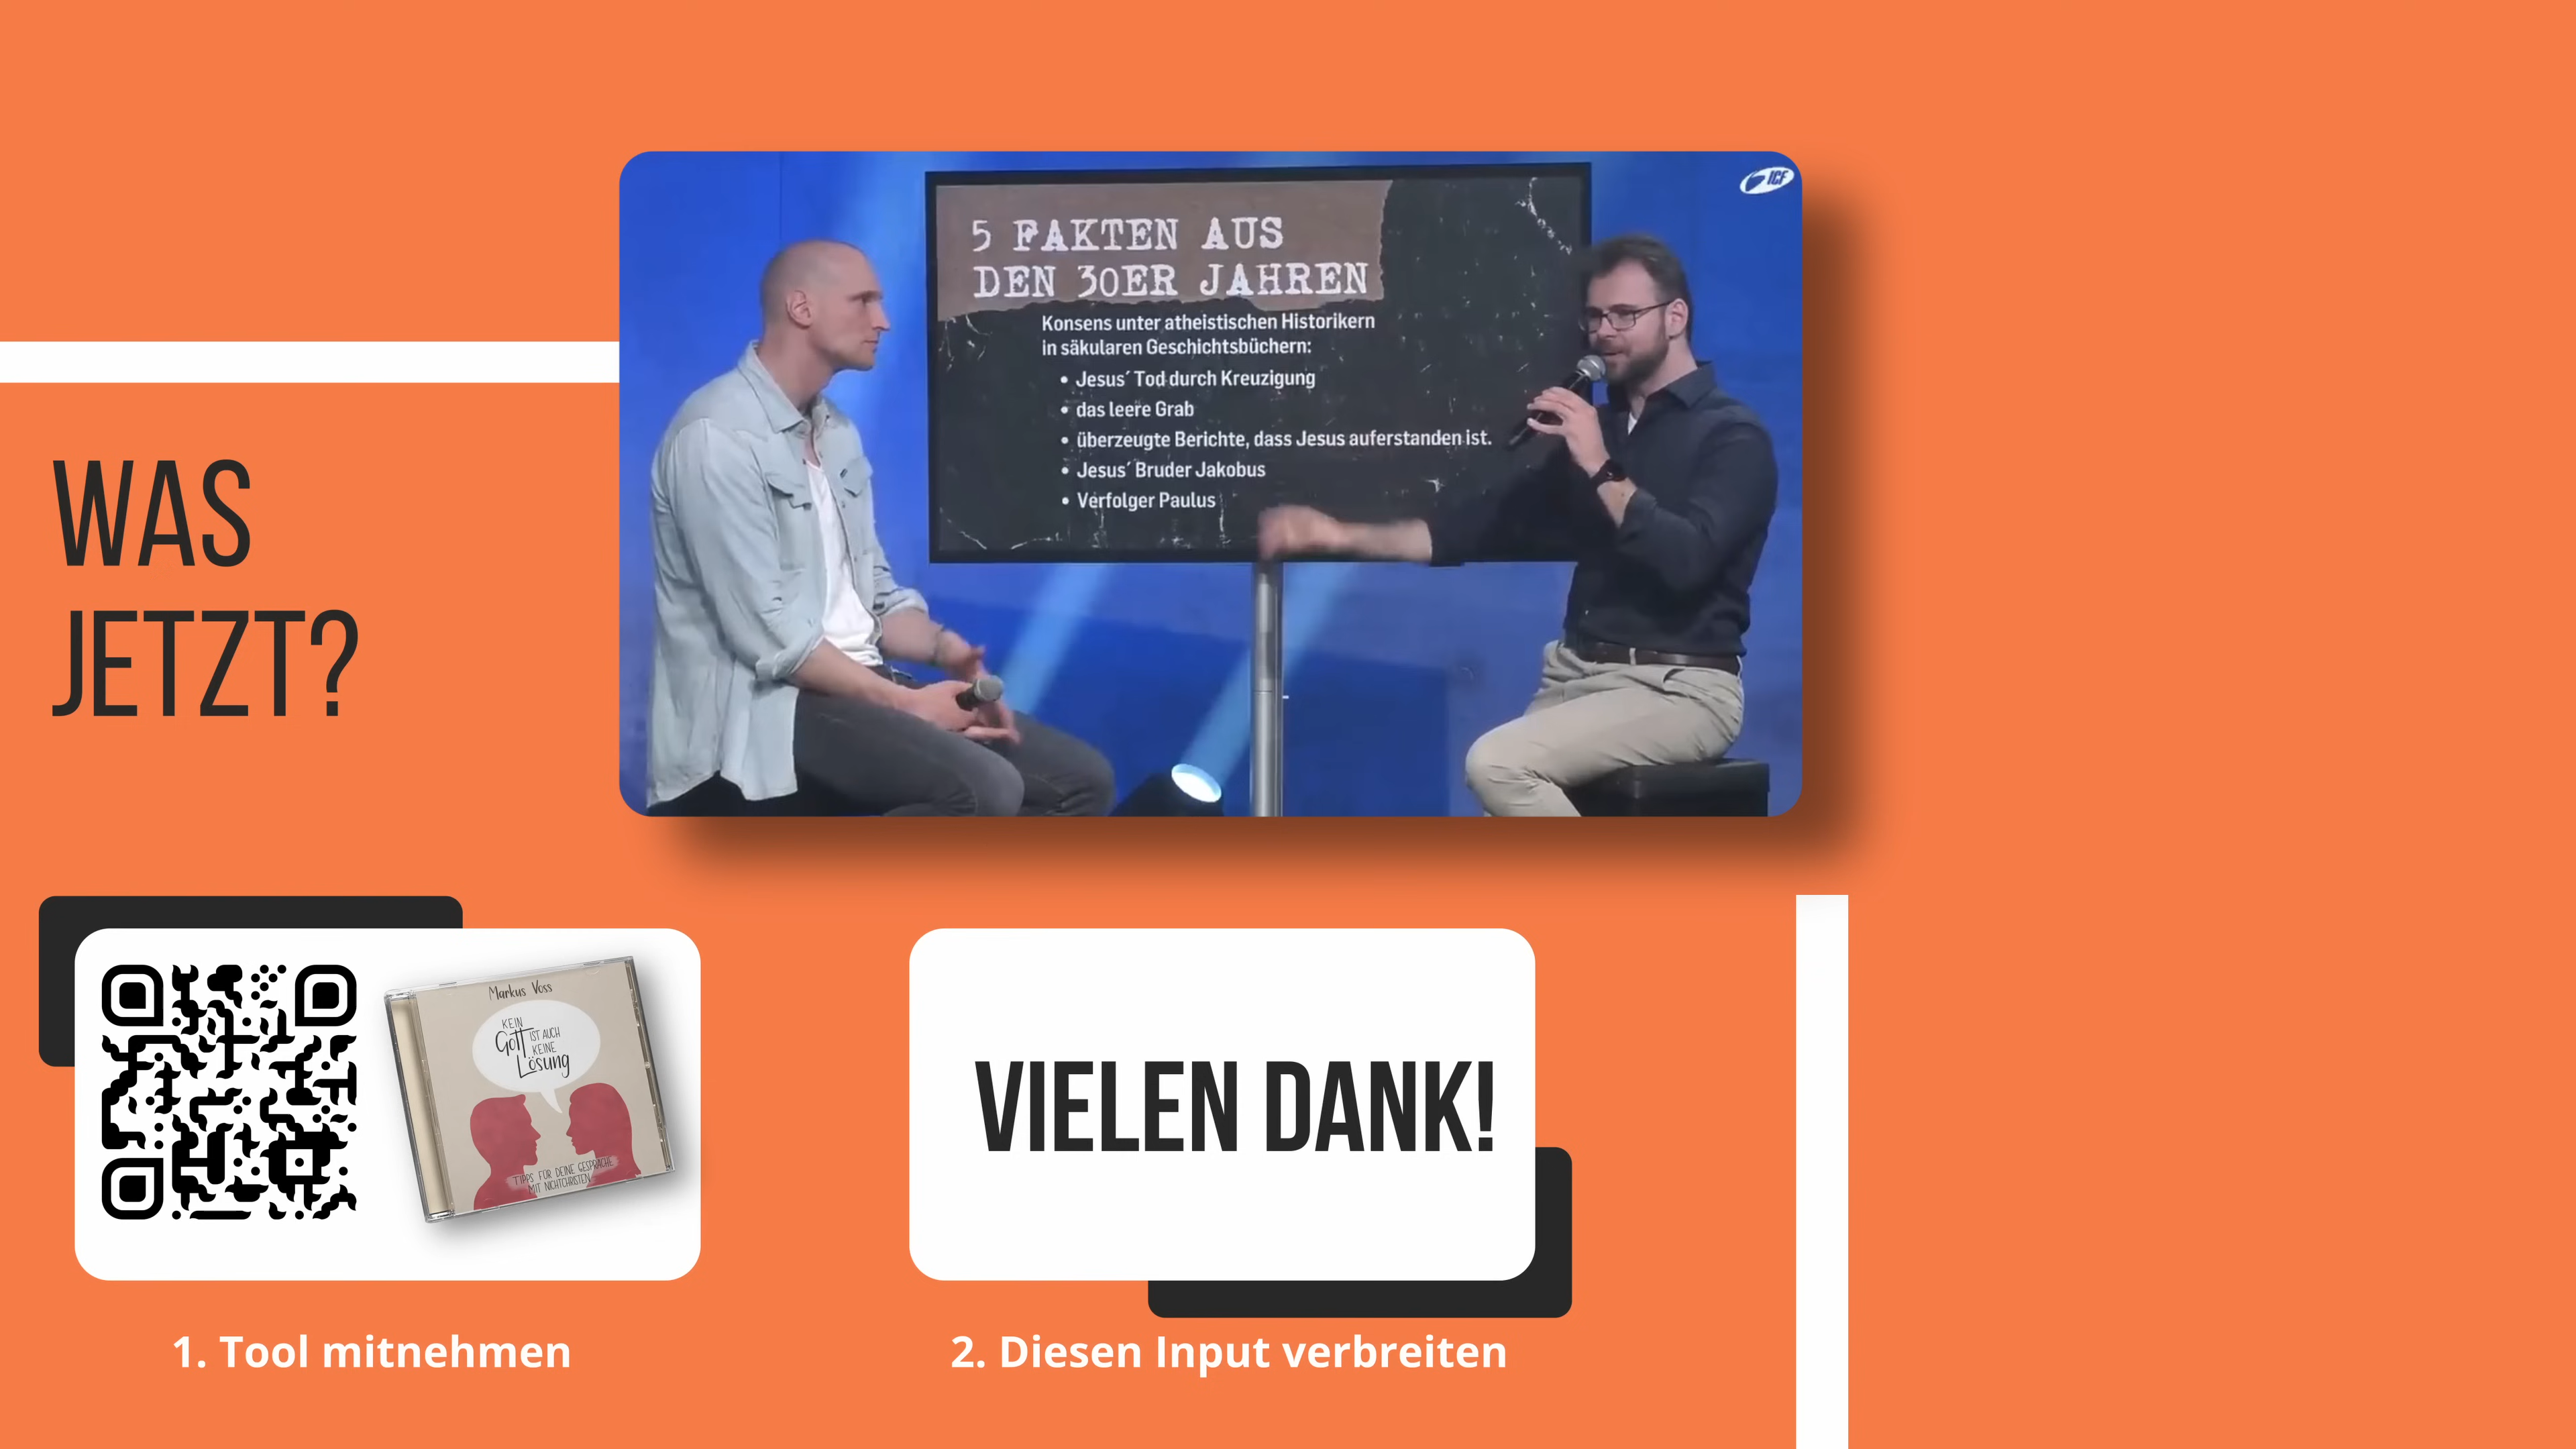 ICF
5 FAKTEN AUS
DEN 30ER JAHREN
Konsens unter atheistischen Historikern
in säkularen Geschichtsbüchern:
• Jesus´ Tod durch Kreuzigung
• das leere Grab
• überzeugte Berichte, dass Jesus auferstanden ist.
• Jesus´ Bruder Jakobus
• Verfolger Paulus
WAS
JETZT?
Markus Voss
KEIN
Gott IST AUCH
KEINE
Lösung
TIPPS FÜR DEINE GESPRÄCHE
MIT NICHTCHRISTEN
VIELEN DANK!
1. Tool mitnehmen
2. Diesen Input verbreiten